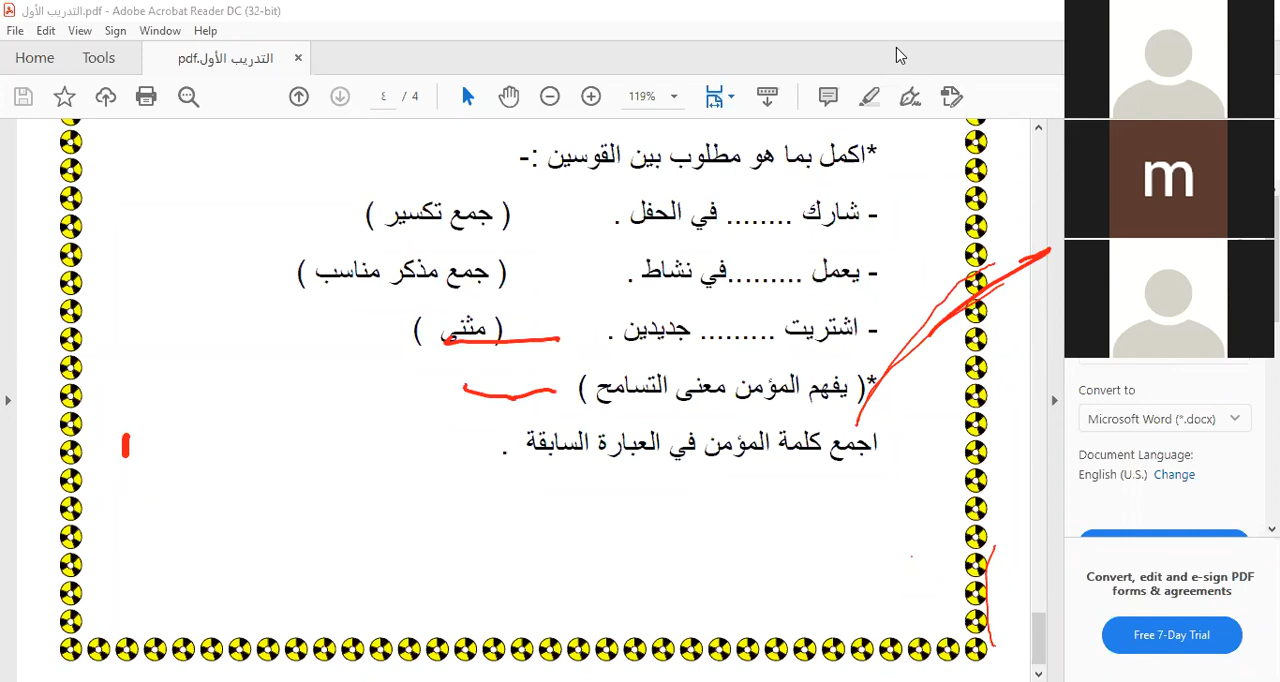 التدريب الأول.pdf - Adobe Acrobat Reader DC (32-bit)
File Edit View Sign Window Help
Home Tools التدريب الأول.pdf ×
٤ / 4 119%
*اكمل بما هو مطلوب بين القوسين :-
- شارك ........ في الحفل . ( جمع تكسير )
- يعمل .........في نشاط . ( جمع مذكر مناسب )
- اشتريت ......... جديدين . ( مثنى )
*( يفهم المؤمن معنى التسامح )
اجمع كلمة المؤمن في العبارة السابقة .
m
Convert to
Microsoft Word (*.docx)
Document Language:
English (U.S.) Change
Convert, edit and e-sign PDF
forms & agreements
Free 7-Day Trial